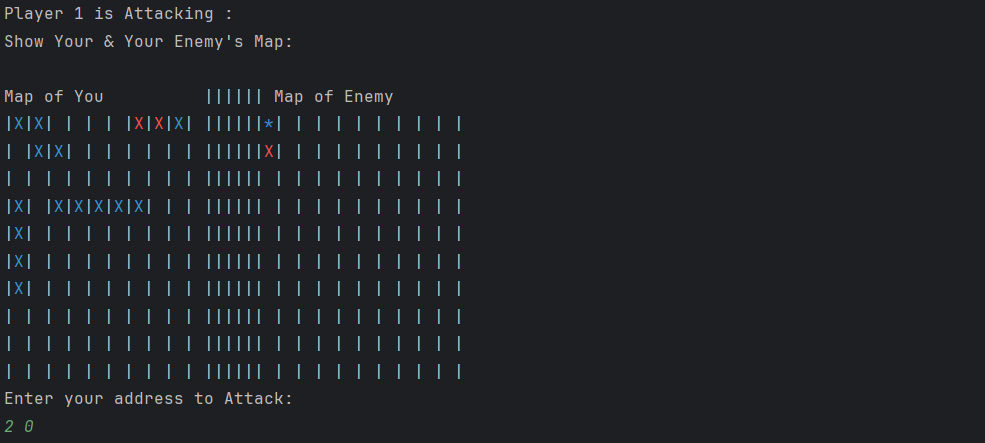 Player 1 is Attacking :
Show Your & Your Enemy's Map:
Map of You          |||||| Map of Enemy
|X|X| | | | |X|X|X| ||||||*| | | | | | | | | |
| |X|X| | | | | | | ||||||X| | | | | | | | | |
| | | | | | | | | | |||||| | | | | | | | | | |
|X| |X|X|X|X|X| | | |||||| | | | | | | | | | |
|X| | | | | | | | | |||||| | | | | | | | | | |
|X| | | | | | | | | |||||| | | | | | | | | | |
|X| | | | | | | | | |||||| | | | | | | | | | |
| | | | | | | | | | |||||| | | | | | | | | | |
| | | | | | | | | | |||||| | | | | | | | | | |
| | | | | | | | | | |||||| | | | | | | | | | |
Enter your address to Attack:
2 0